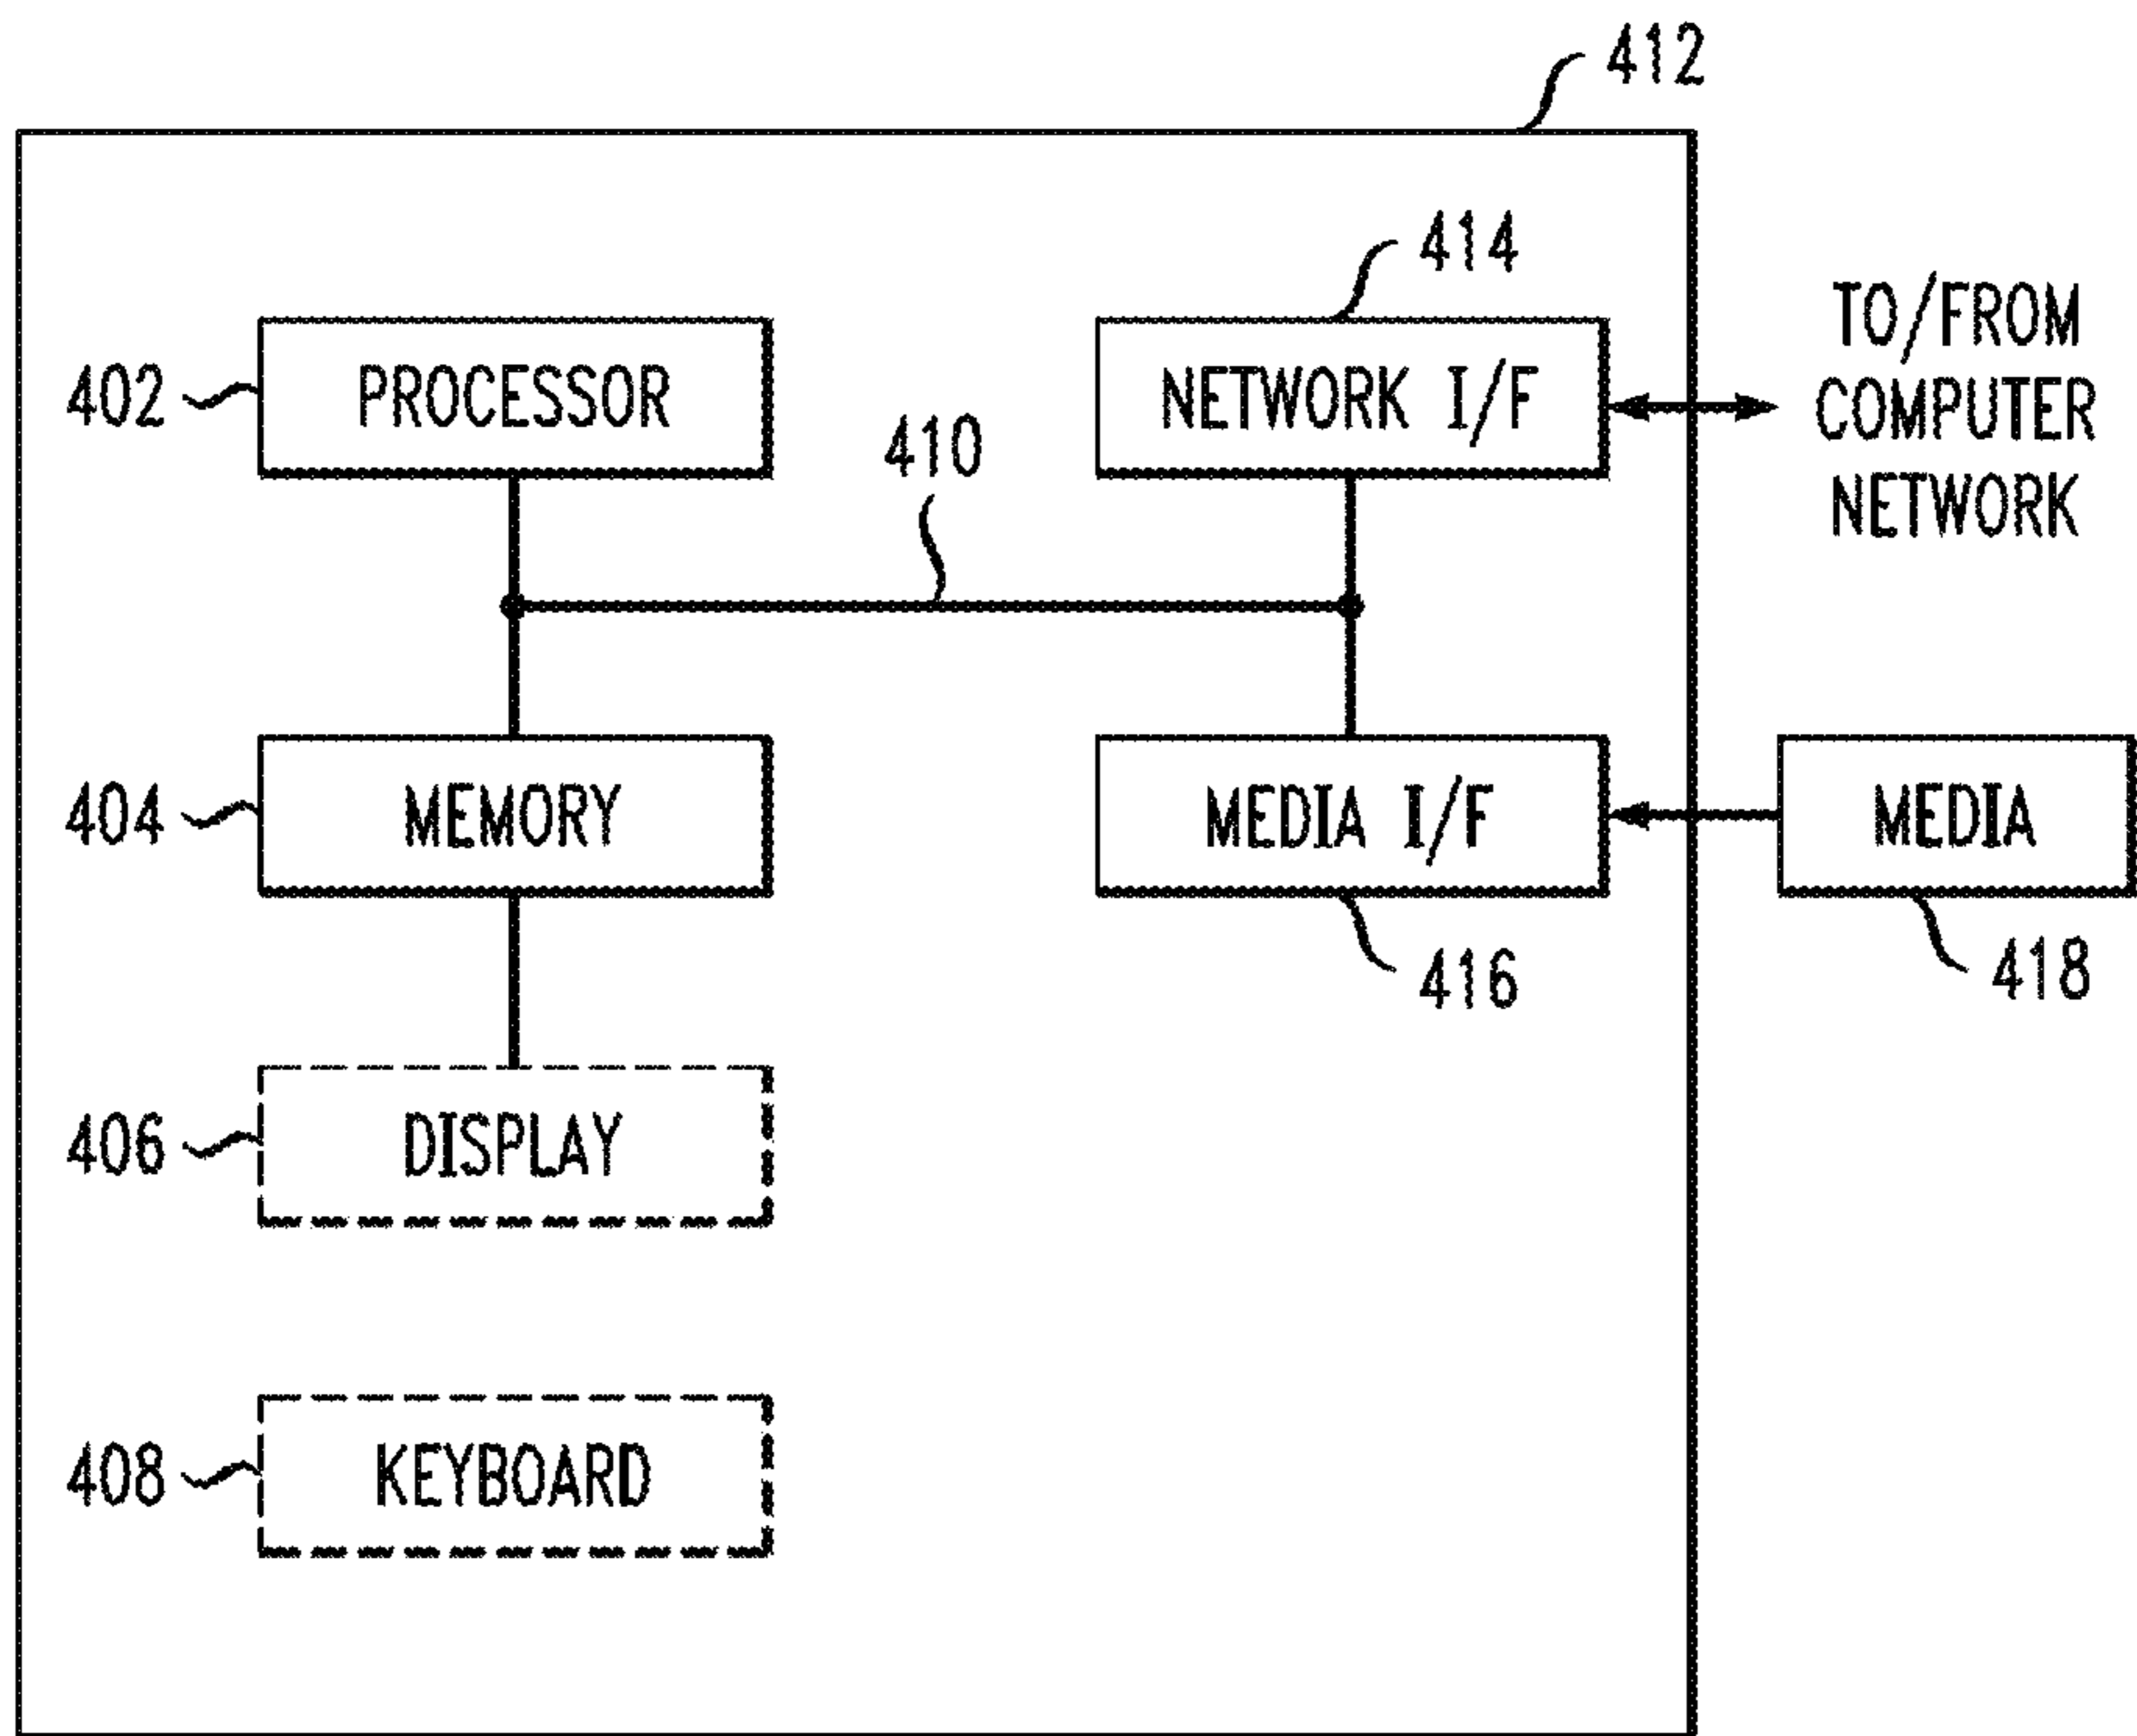 412
414
TO/FROM
COMPUTER
NETWORK
402
PROCESSOR
NETWORK I/F
410
404
MEMORY
MEDIA I/F
MEDIA
416
418
406
DISPLAY
408
KEYBOARD